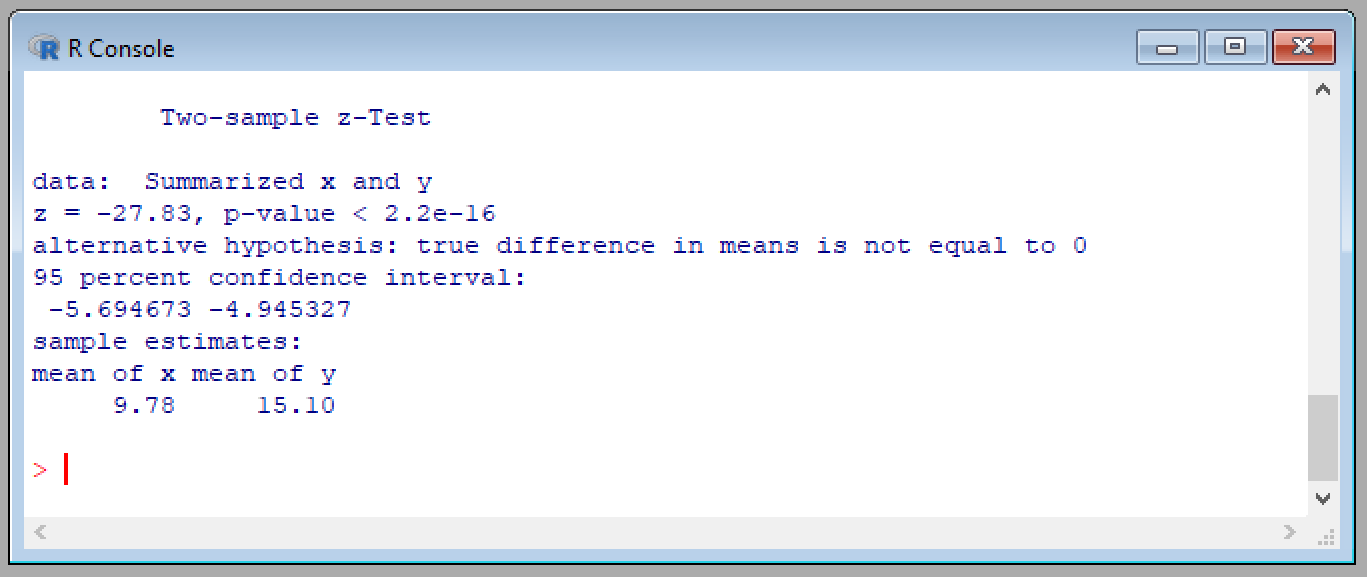 R Console
Two-sample z-Test
data:  Summarized x and y
z = -27.83, p-value < 2.2e-16
alternative hypothesis: true difference in means is not equal to 0
95 percent confidence interval:
 -5.694673 -4.945327
sample estimates:
mean of x mean of y
     9.78     15.10
>